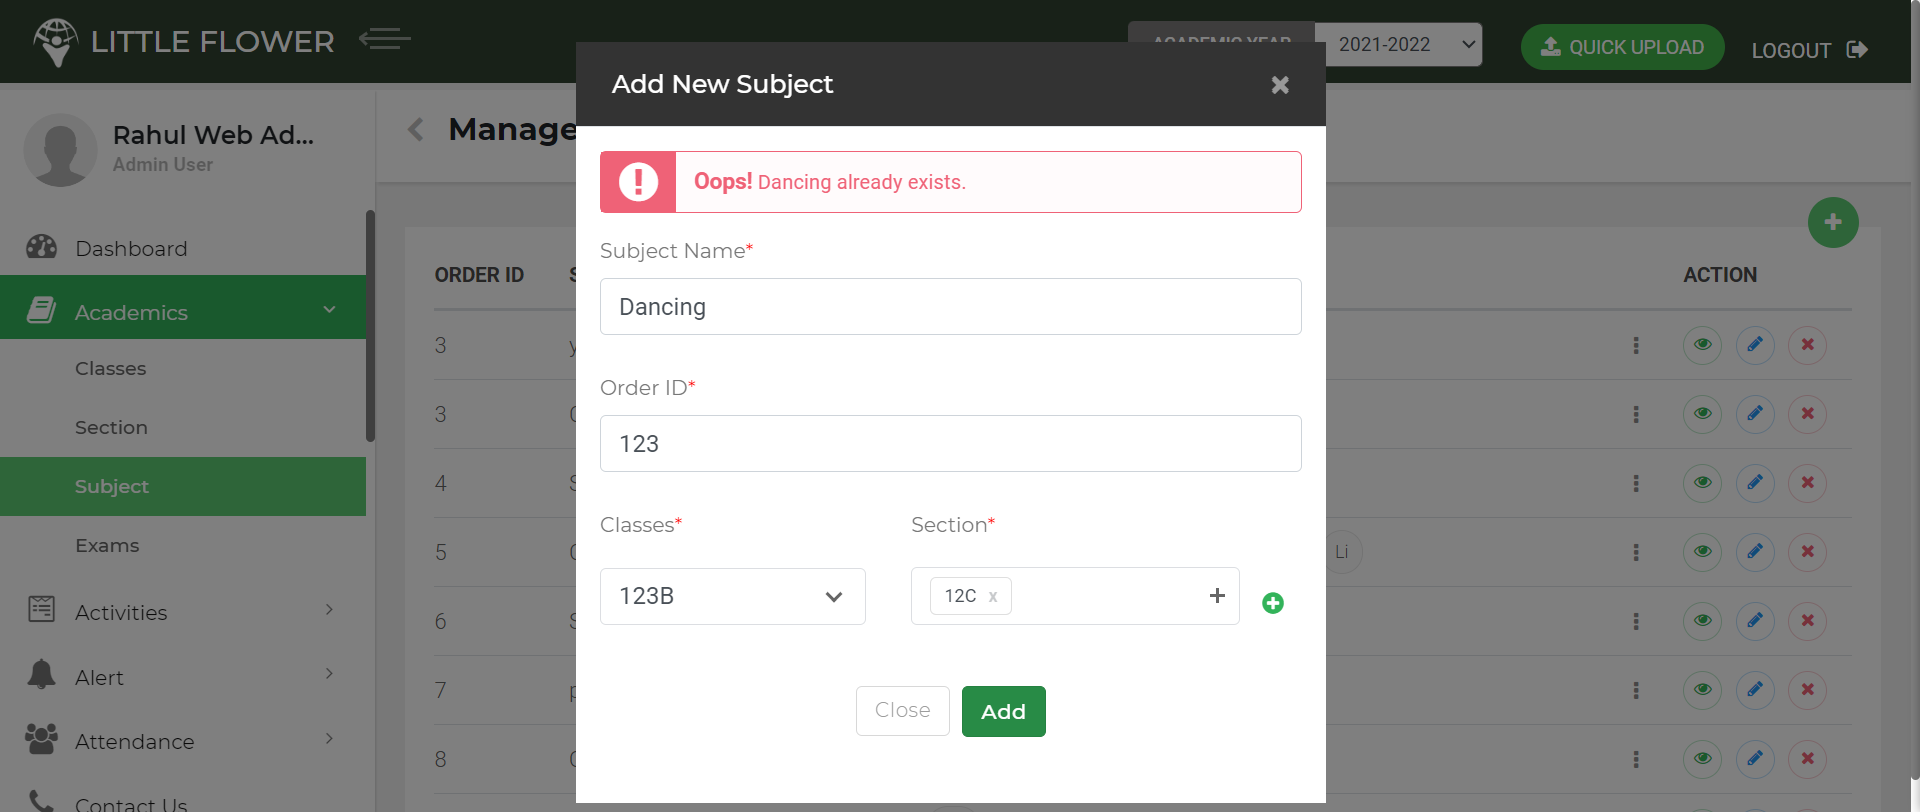 LITTLE FLOWER
2021-2022
QUICK UPLOAD
LOGOUT
Rahul Web Ad...
Admin User
Dashboard
Academics
Classes
Section
Subject
Exams
Activities
Alert
Attendance
Contact Us
Manage
ORDER ID
ACTION
3
3
4
5
Li
6
7
8
Add New Subject
Oops! Dancing already exists.
Subject Name*
Dancing
Order ID*
123
Classes*
Section*
123B
12C x
Close
Add